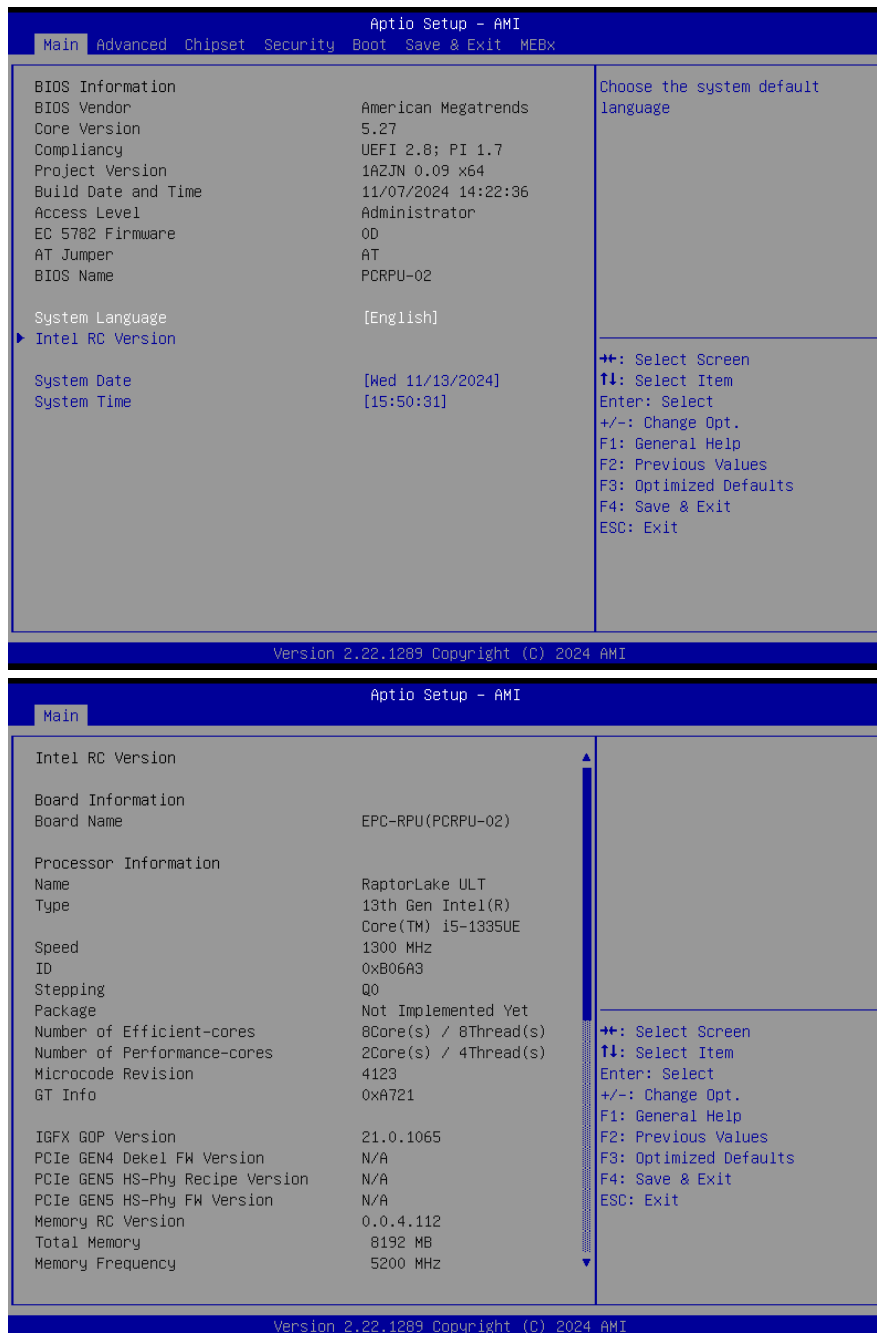 Aptio Setup – AMI
Main Advanced Chipset Security Boot Save & Exit MEBx
BIOS Information
BIOS Vendor American Megatrends
Core Version 5.27
Compliancy UEFI 2.8; PI 1.7
Project Version 1AZJN 0.09 x64
Build Date and Time 11/07/2024 14:22:36
Access Level Administrator
EC 5782 Firmware 0D
AT Jumper AT
BIOS Name PCRPU-02
System Language [English]
Intel RC Version
System Date [Wed 11/13/2024]
System Time [15:50:31]
Choose the system default
language
→←: Select Screen
↑↓: Select Item
Enter: Select
+/-: Change Opt.
F1: General Help
F2: Previous Values
F3: Optimized Defaults
F4: Save & Exit
ESC: Exit
Version 2.22.1289 Copyright (C) 2024 AMI
Aptio Setup – AMI
Main
Intel RC Version
Board Information
Board Name EPC-RPU(PCRPU-02)
Processor Information
Name RaptorLake ULT
Type 13th Gen Intel(R)
Core(TM) i5-1335UE
Speed 1300 MHz
ID 0xB06A3
Stepping Q0
Package Not Implemented Yet
Number of Efficient-cores 8Core(s) / 8Thread(s)
Number of Performance-cores 2Core(s) / 4Thread(s)
Microcode Revision 4123
GT Info 0xA721
IGFX GOP Version 21.0.1065
PCIe GEN4 Dekel FW Version N/A
PCIe GEN5 HS-Phy Recipe Version N/A
PCIe GEN5 HS-Phy FW Version N/A
Memory RC Version 0.0.4.112
Total Memory 8192 MB
Memory Frequency 5200 MHz
→←: Select Screen
↑↓: Select Item
Enter: Select
+/-: Change Opt.
F1: General Help
F2: Previous Values
F3: Optimized Defaults
F4: Save & Exit
ESC: Exit
Version 2.22.1289 Copyright (C) 2024 AMI